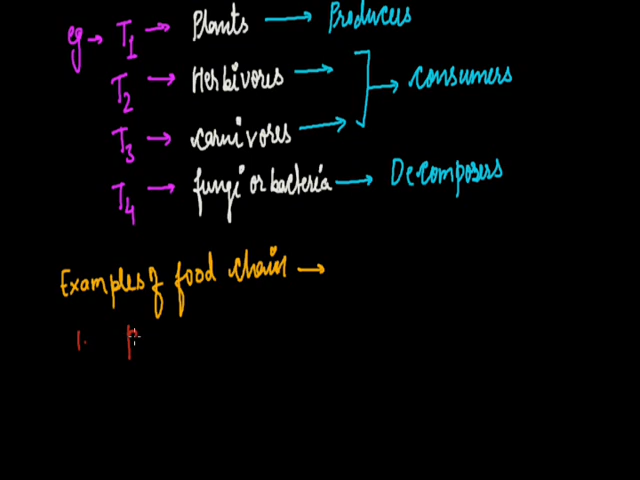 eg → T1 → Plants → Producers
T2 → Herbivores → Consumers
T3 → Carnivores →
T4 → fungi or bacteria → Decomposers
Examples of food chain →
1. P